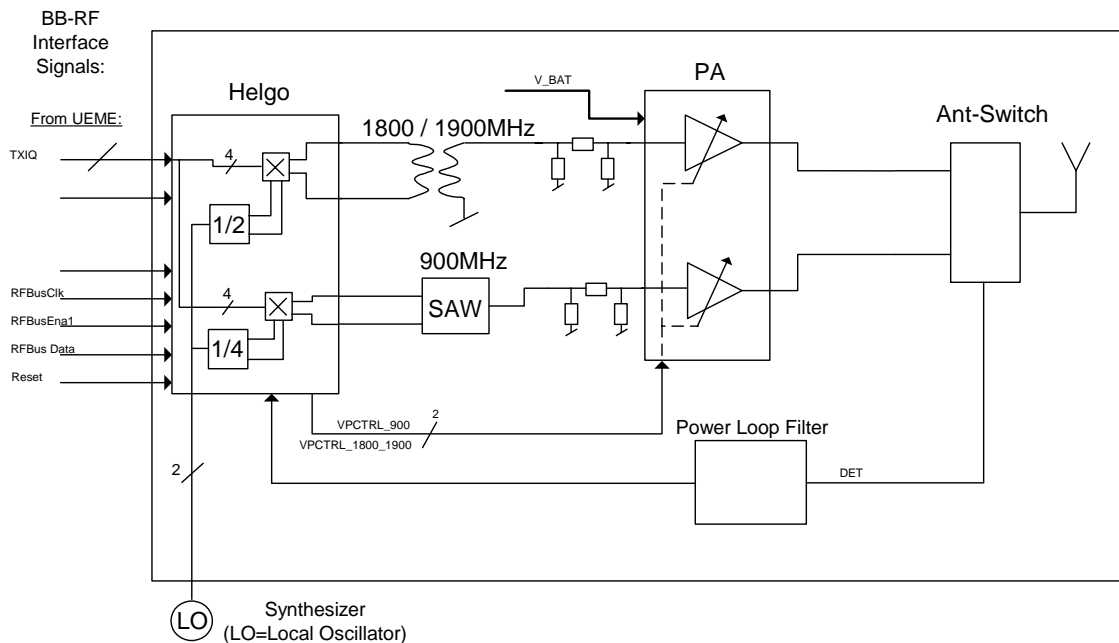 BB-RF
Interface
Signals:
From UEME:
TXIQ
RFBusClk
RFBusEna1
RFBus Data
Reset
Helgo
4
1/2
4
1/4
2
1800 / 1900MHz
900MHz
SAW
V_BAT
PA
Ant-Switch
VPCTRL_900
VPCTRL_1800_1900
2
Power Loop Filter
DET
LO
Synthesizer
(LO=Local Oscillator)